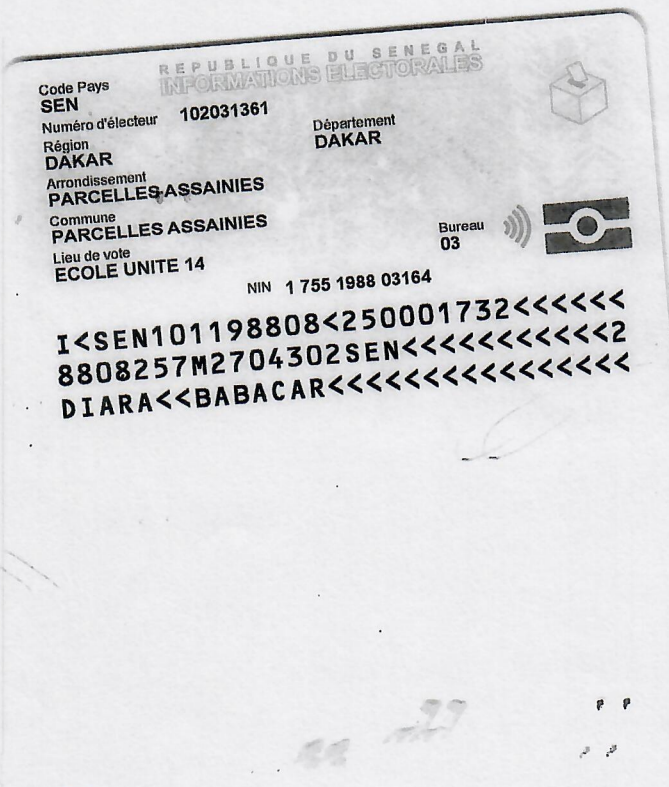 REPUBLIQUE DU SENEGAL
INFORMATIONS ELECTORALES
Code Pays
SEN
Numéro d'électeur 102031361
Région
DAKAR
Département
DAKAR
Arrondissement
PARCELLES ASSAINIES
Commune
PARCELLES ASSAINIES
Lieu de vote
ECOLE UNITE 14
Bureau
03
NIN 1 755 1988 03164
I<SEN101198808<250001732<<<<<<
8808257M2704302SEN<<<<<<<<<<<2
DIARA<<BABACAR<<<<<<<<<<<<<<<<